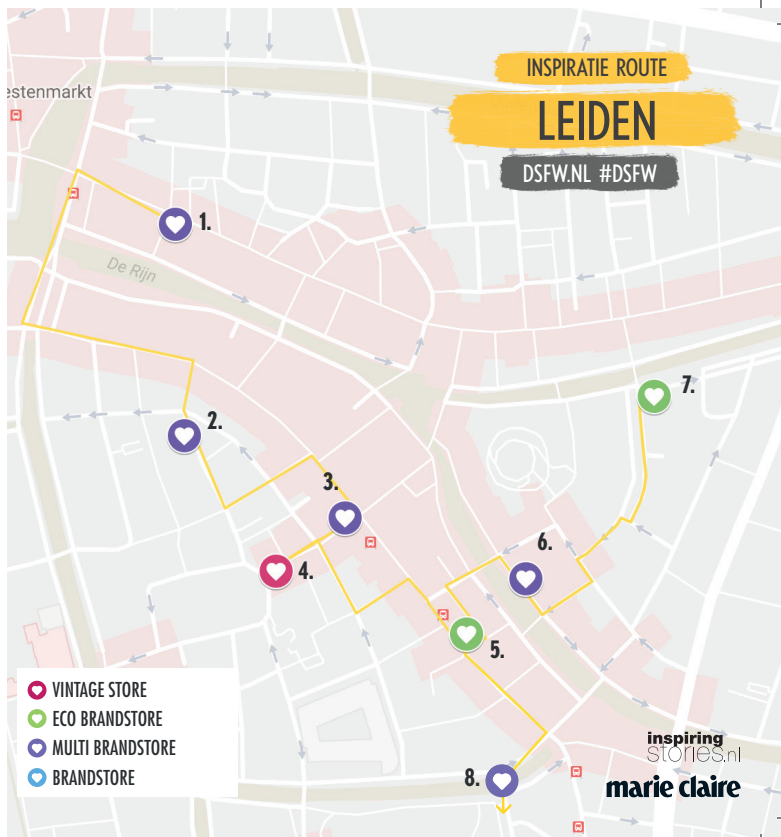 INSPIRATIE ROUTE
LEIDEN
DSFW.NL #DSFW
estenmarkt
De Rijn
1.
2.
3.
4.
5.
6.
7.
8.
VINTAGE STORE
ECO BRANDSTORE
MULTI BRANDSTORE
BRANDSTORE
inspiring
stories.nl
marie claire